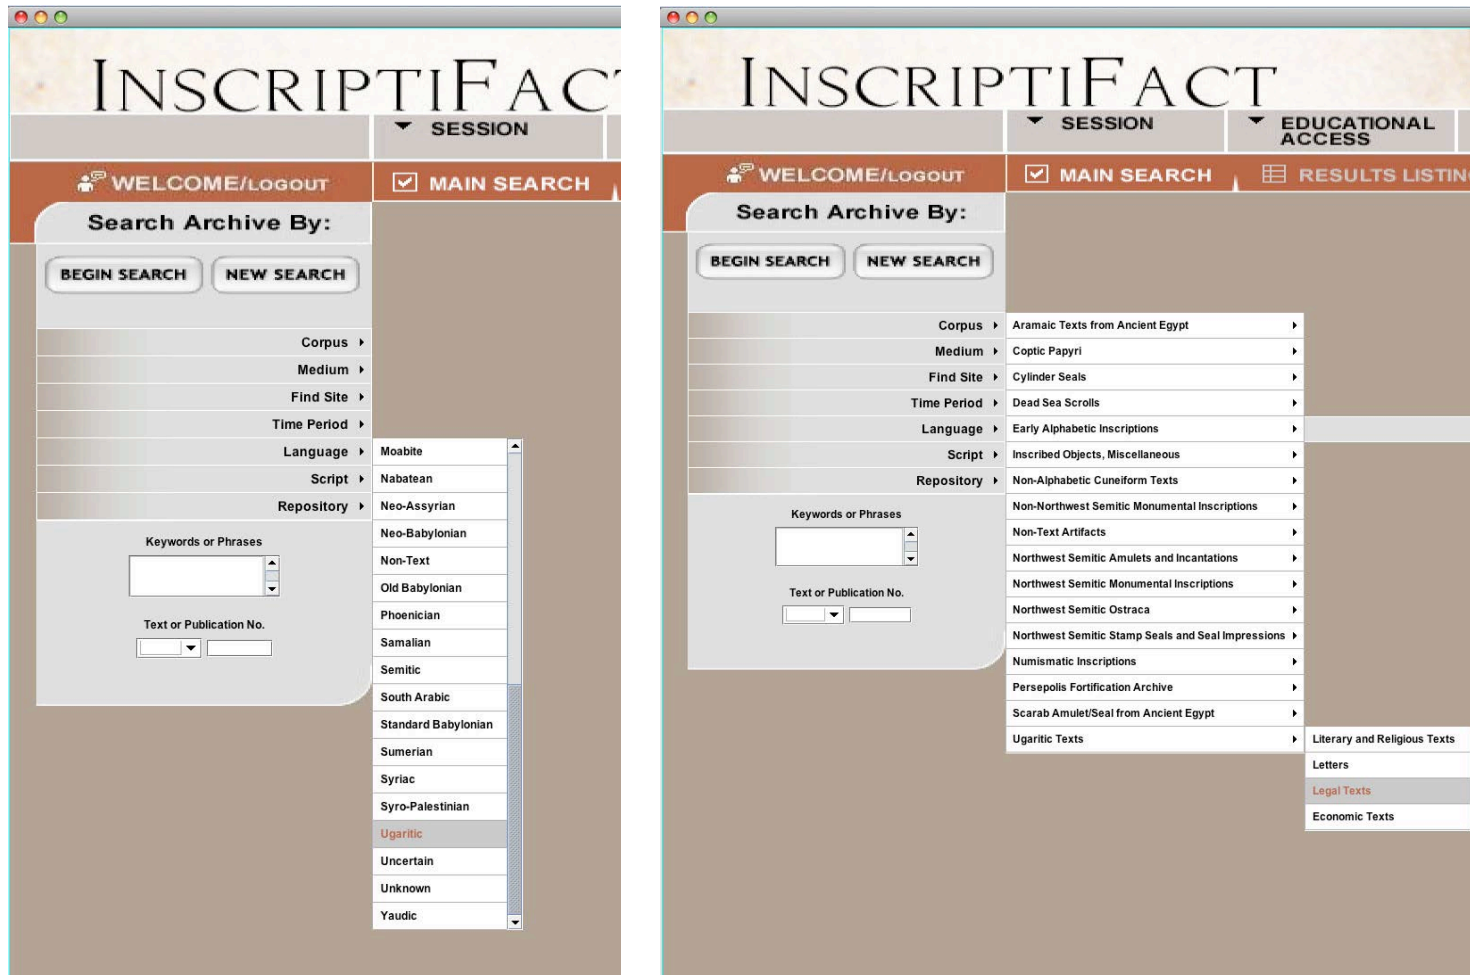 INSCRIPTIFAC
SESSION
WELCOME/LOGOUT
MAIN SEARCH
Search Archive By:
BEGIN SEARCH
NEW SEARCH
Corpus
Medium
Find Site
Time Period
Language
Script
Repository
Keywords or Phrases
Text or Publication No.
Moabite
Nabatean
Neo-Assyrian
Neo-Babylonian
Non-Text
Old Babylonian
Phoenician
Samalian
Semitic
South Arabic
Standard Babylonian
Sumerian
Syriac
Syro-Palestinian
Ugaritic
Uncertain
Unknown
Yaudic
INSCRIPTIFACT
SESSION
EDUCATIONAL
ACCESS
WELCOME/LOGOUT
MAIN SEARCH
RESULTS LISTING
Search Archive By:
BEGIN SEARCH
NEW SEARCH
Corpus
Medium
Find Site
Time Period
Language
Script
Repository
Keywords or Phrases
Text or Publication No.
Aramaic Texts from Ancient Egypt
Coptic Papyri
Cylinder Seals
Dead Sea Scrolls
Early Alphabetic Inscriptions
Inscribed Objects, Miscellaneous
Non-Alphabetic Cuneiform Texts
Non-Northwest Semitic Monumental Inscriptions
Non-Text Artifacts
Northwest Semitic Amulets and Incantations
Northwest Semitic Monumental Inscriptions
Northwest Semitic Ostraca
Northwest Semitic Stamp Seals and Seal Impressions
Numismatic Inscriptions
Persepolis Fortification Archive
Scarab Amulet/Seal from Ancient Egypt
Ugaritic Texts
Literary and Religious Texts
Letters
Legal Texts
Economic Texts